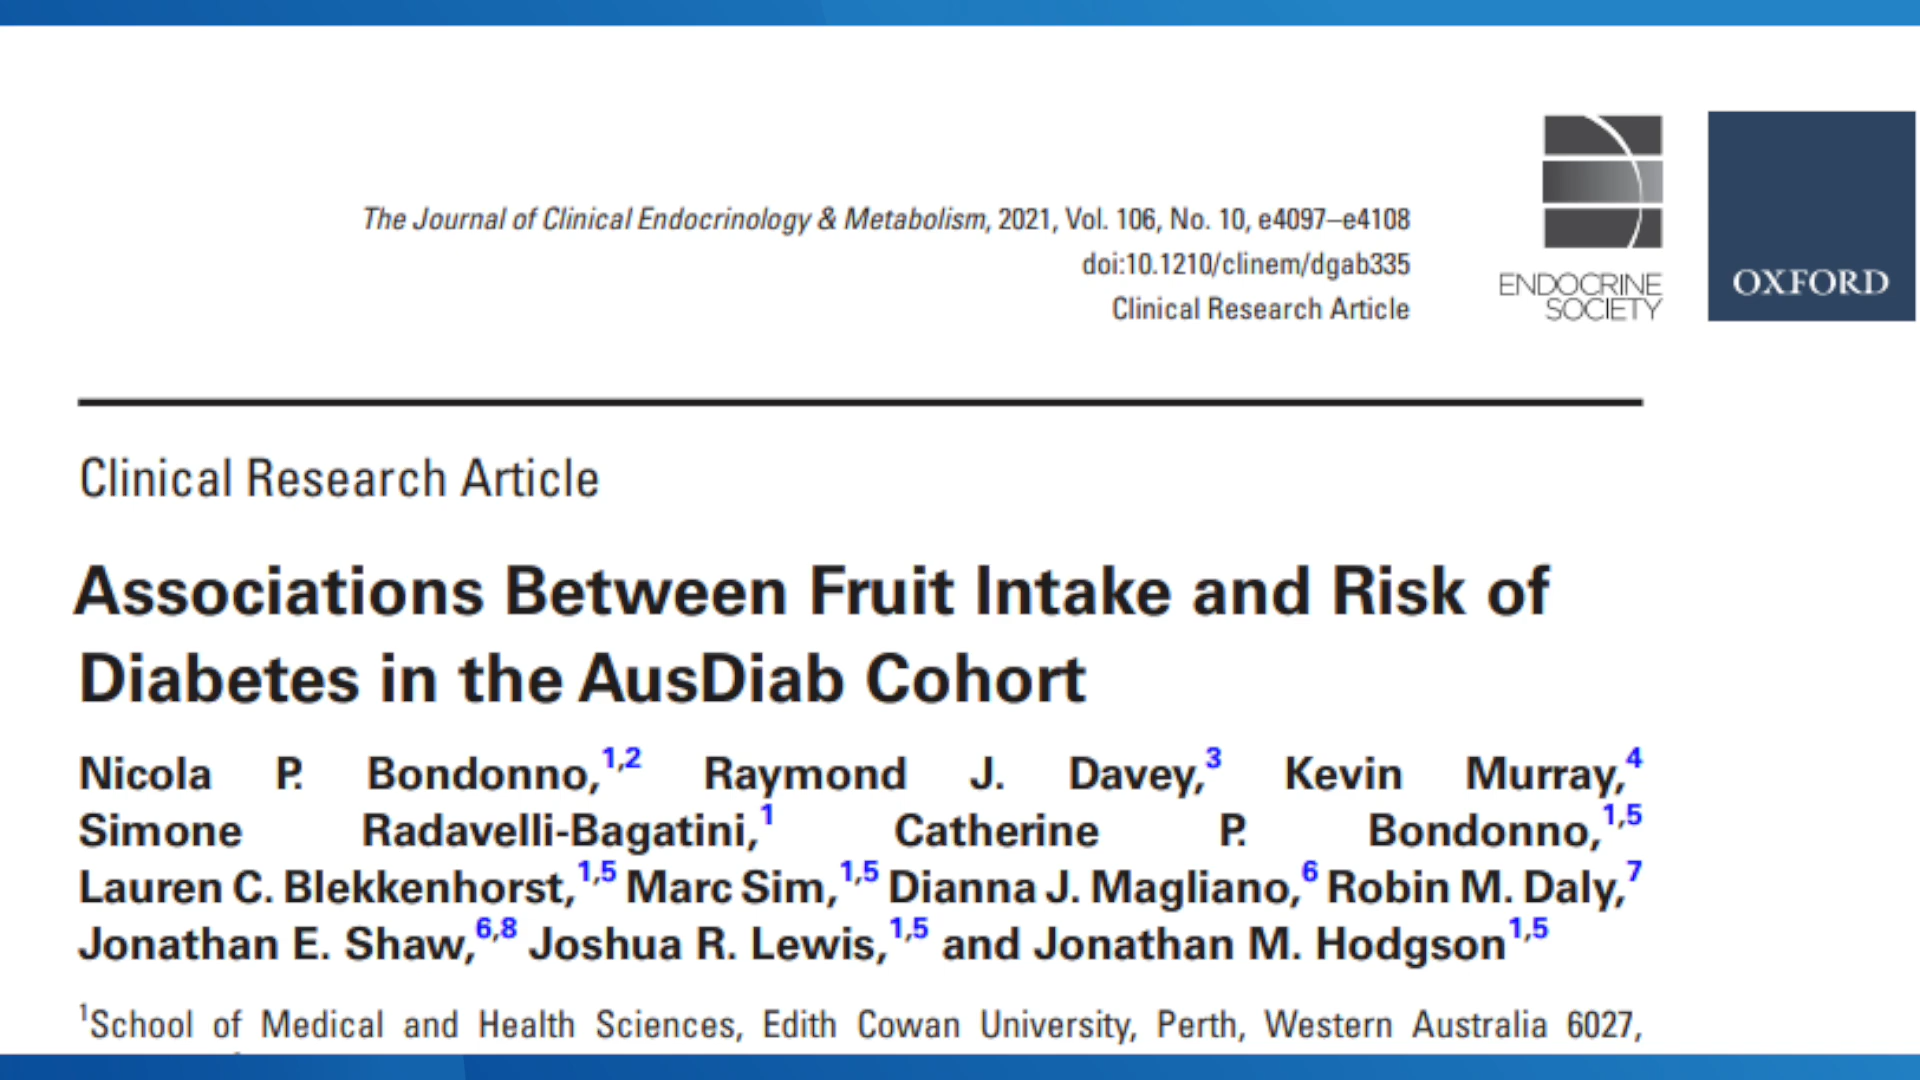 The Journal of Clinical Endocrinology & Metabolism, 2021, Vol. 106, No. 10, e4097–e4108
doi:10.1210/clinem/dgab335
Clinical Research Article
ENDOCRINE
SOCIETY
OXFORD
Clinical Research Article
Associations Between Fruit Intake and Risk of
Diabetes in the AusDiab Cohort
Nicola P. Bondonno,1,2 Raymond J. Davey,3 Kevin Murray,4
Simone Radavelli-Bagatini,1 Catherine P. Bondonno,1,5
Lauren C. Blekkenhorst,1,5 Marc Sim,1,5 Dianna J. Magliano,6 Robin M. Daly,7
Jonathan E. Shaw,6,8 Joshua R. Lewis,1,5 and Jonathan M. Hodgson1,5
1School of Medical and Health Sciences, Edith Cowan University, Perth, Western Australia 6027,